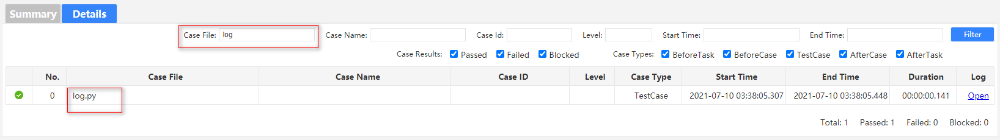 Summary Details
Case File: log Case Name: Case Id: Level: Start Time: End Time: Filter
Case Results: Passed Failed Blocked Case Types: BeforeTask BeforeCase TestCase AfterCase AfterTask
No. Case File Case Name Case ID Level Case Type Start Time End Time Duration Log
0 log.py TestCase 2021-07-10 03:38:05.307 2021-07-10 03:38:05.448 00:00:00.141 Open
Total: 1 Passed: 1 Failed: 0 Blocked: 0